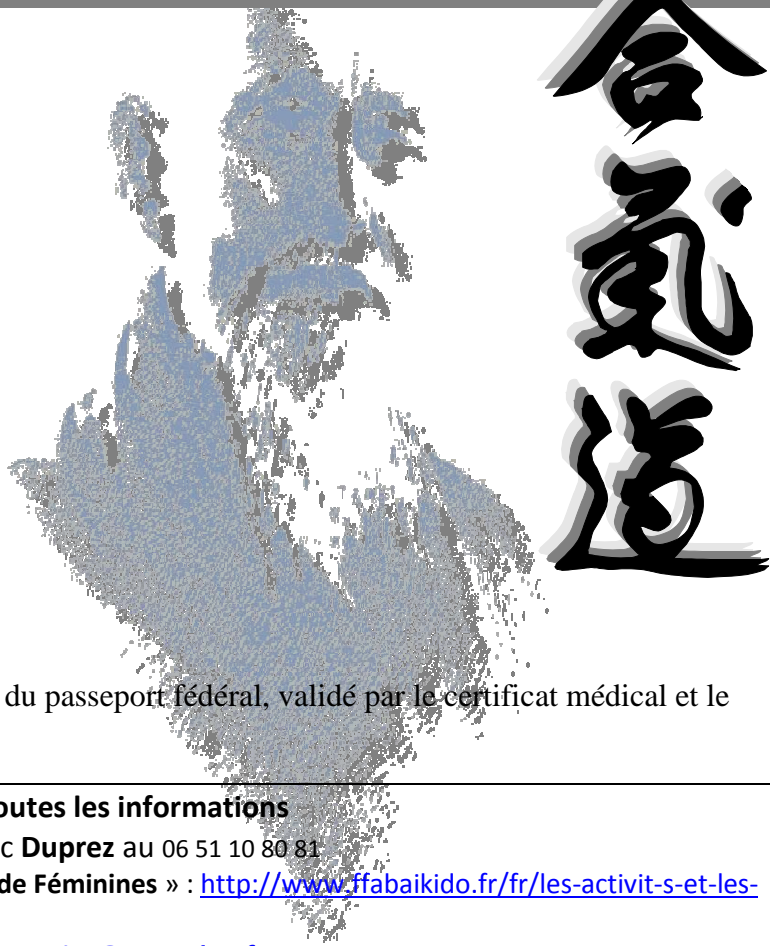 合氣道
du passeport fédéral, validé par le certificat médical et le
outes les informations
c Duprez au 06 51 10 80 81
de Féminines » : http://www.ffabaikido.fr/fr/les-activit-s-et-les-